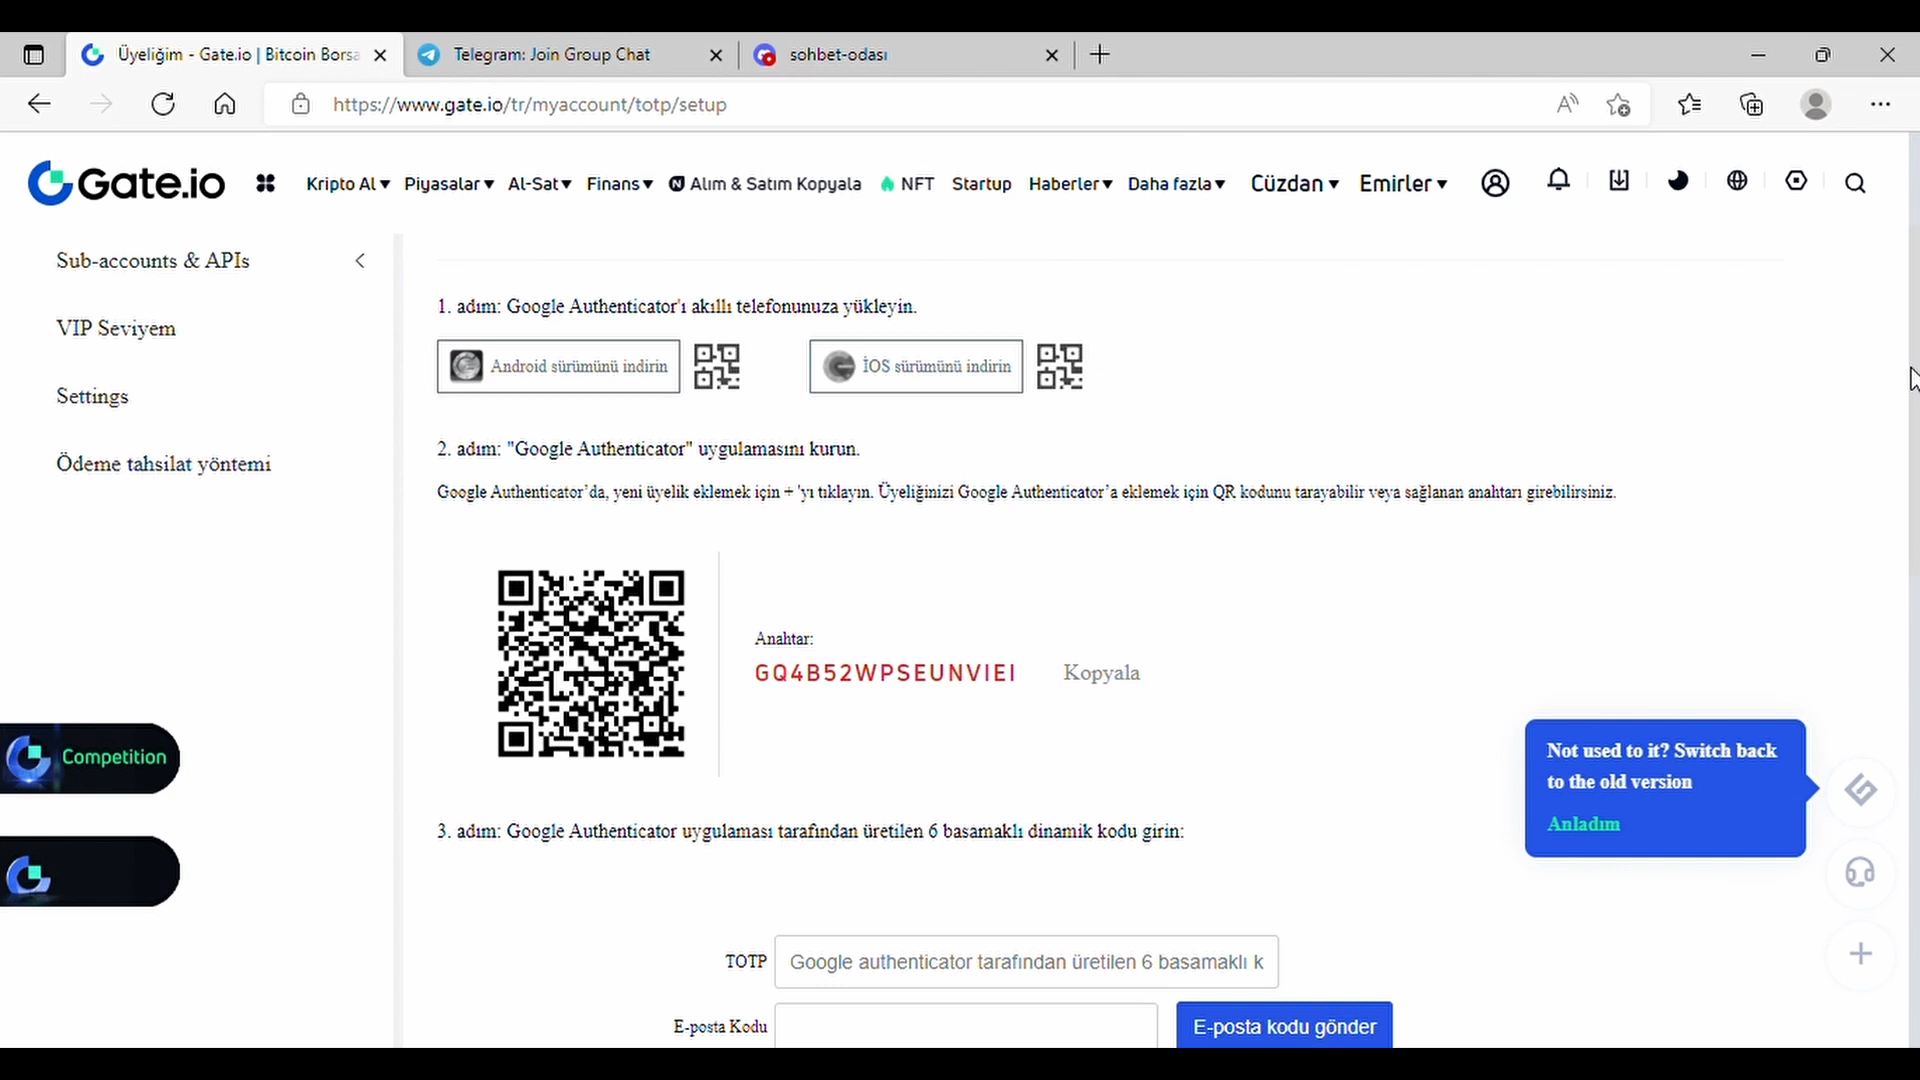 Üyeliğim - Gate.io | Bitcoin Borsa
Telegram: Join Group Chat
sohbet-odası
https://www.gate.io/tr/myaccount/totp/setup
Gate.io
Kripto Al
Piyasalar
Al-Sat
Finans
Alım & Satım Kopyala
NFT
Startup
Haberler
Daha fazla
Cüzdan
Emirler
Sub-accounts & APIs
VIP Seviyem
Settings
Ödeme tahsilat yöntemi
1. adım: Google Authenticator'ı akıllı telefonunuza yükleyin.
Android sürümünü indirin
İOS sürümünü indirin
2. adım: "Google Authenticator" uygulamasını kurun.
Google Authenticator'da, yeni üyelik eklemek için + 'yı tıklayın. Üyeliğinizi Google Authenticator'a eklemek için QR kodunu tarayabilir veya sağlanan anahtarı girebilirsiniz.
Anahtar:
GQ4B52WPSEUNVIEI
Kopyala
Competition
Not used to it? Switch back
to the old version
Anladım
3. adım: Google Authenticator uygulaması tarafından üretilen 6 basamaklı dinamik kodu girin:
TOTP
Google authenticator tarafından üretilen 6 basamaklı k
E-posta Kodu
E-posta kodu gönder